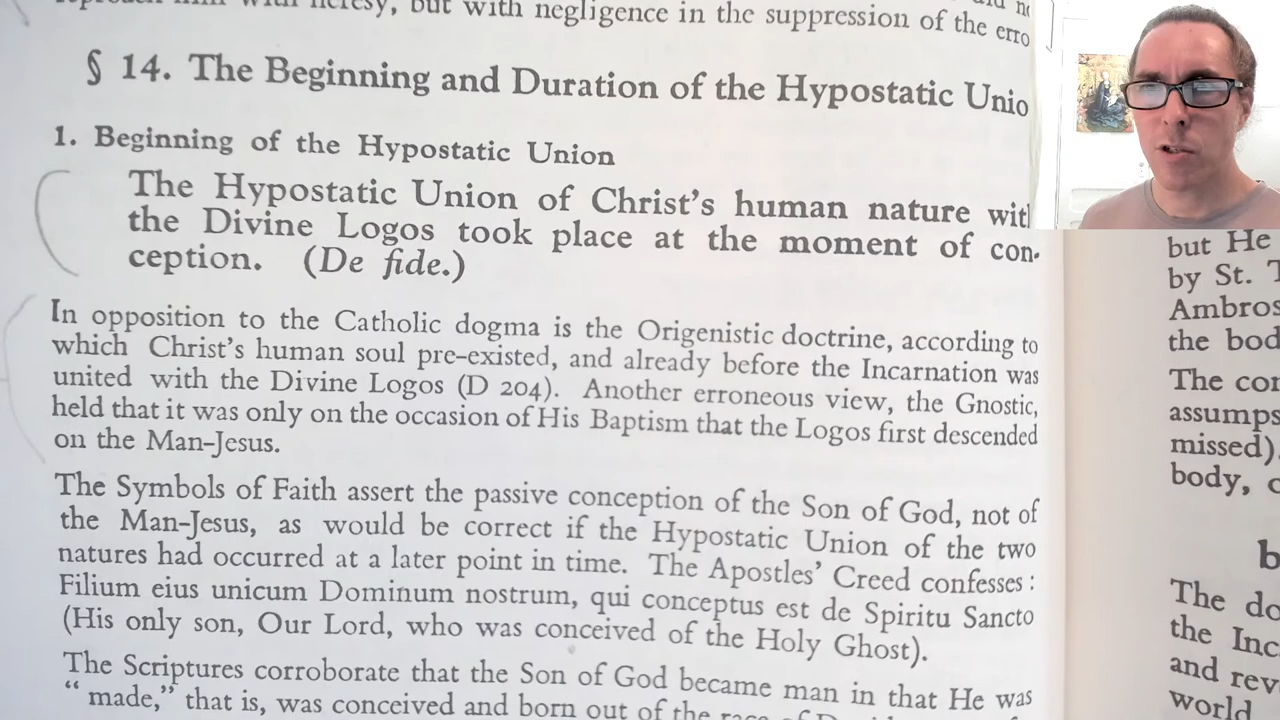 heresy, but with negligence in the suppression of the erro
§ 14. The Beginning and Duration of the Hypostatic Unio
1. Beginning of the Hypostatic Union
The Hypostatic Union of Christ's human nature wit
the Divine Logos took place at the moment of con-
ception. (De fide.)
In opposition to the Catholic dogma is the Origenistic doctrine, according to
which Christ's human soul pre-existed, and already before the Incarnation was
united with the Divine Logos (D 204). Another erroneous view, the Gnostic,
held that it was only on the occasion of His Baptism that the Logos first descended
on the Man-Jesus.
The Symbols of Faith assert the passive conception of the Son of God, not of
the Man-Jesus, as would be correct if the Hypostatic Union of the two
natures had occurred at a later point in time. The Apostles' Creed confesses:
Filium eius unicum Dominum nostrum, qui conceptus est de Spiritu Sancto
(His only son, Our Lord, who was conceived of the Holy Ghost).
The Scriptures corroborate that the Son of God became man in that He was
"made," that is, was conceived and born out of the
but He
by St. T
Ambros
the bod
The cor
assumps
missed)
body,
b
The do
the Inc
and rev
world